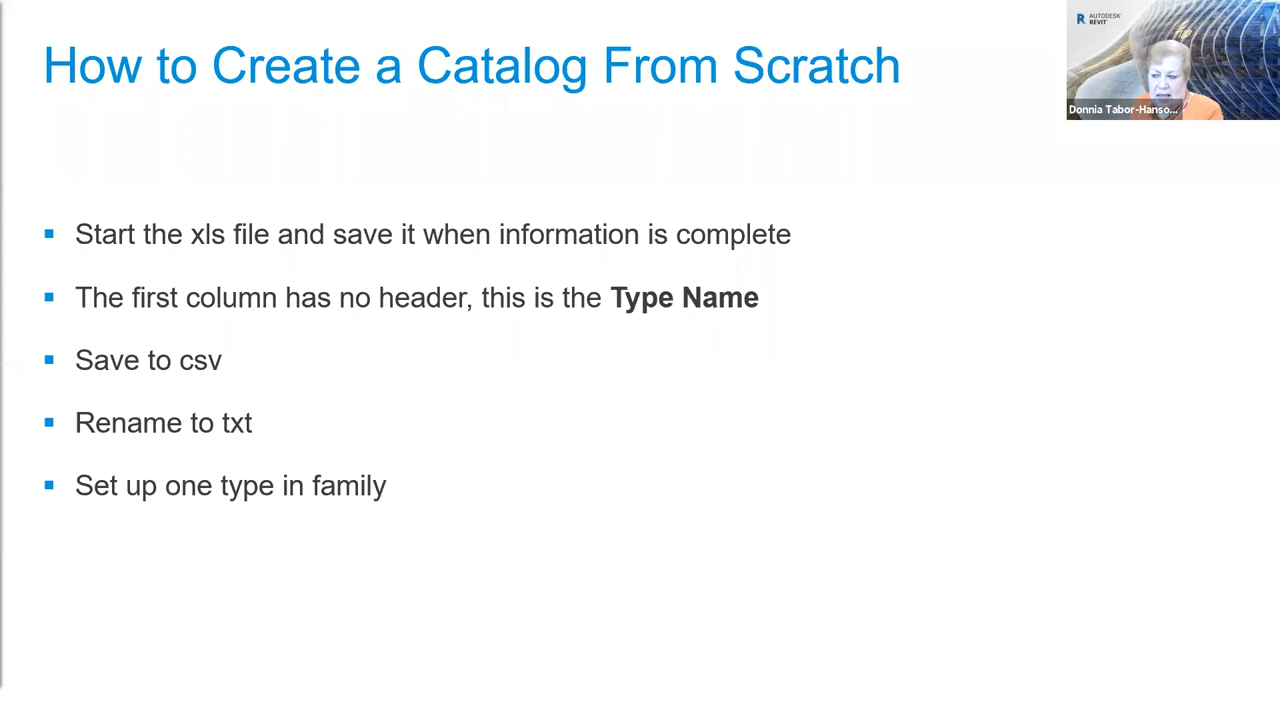 How to Create a Catalog From Scratch
AUTODESK
REVIT
Donnia Tabor-Hanso...
Start the xls file and save it when information is complete
The first column has no header, this is the Type Name
Save to csv
Rename to txt
Set up one type in family